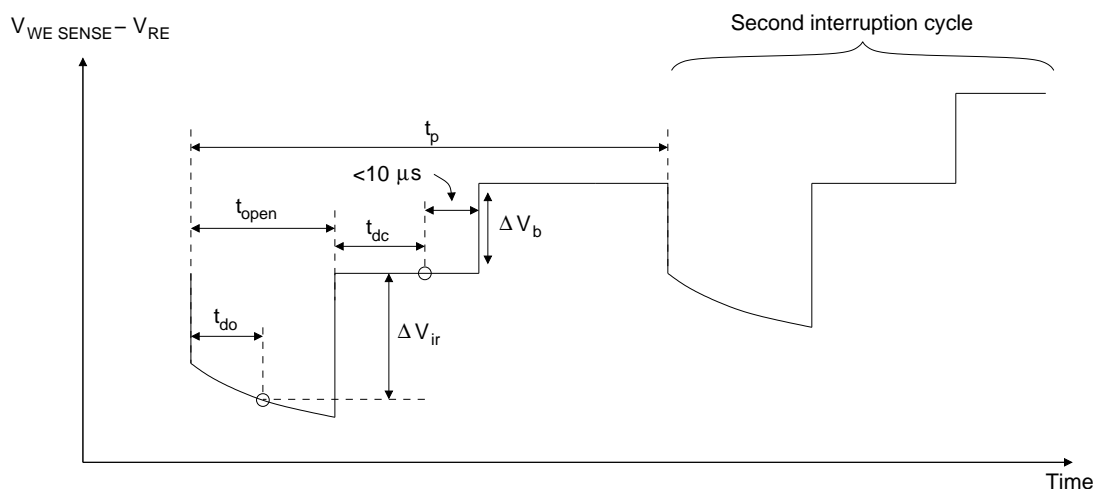 V_WE SENSE – V_RE
Second interruption cycle
t_p
<10 μs
t_open
t_dc
ΔV_b
t_do
ΔV_ir
Time